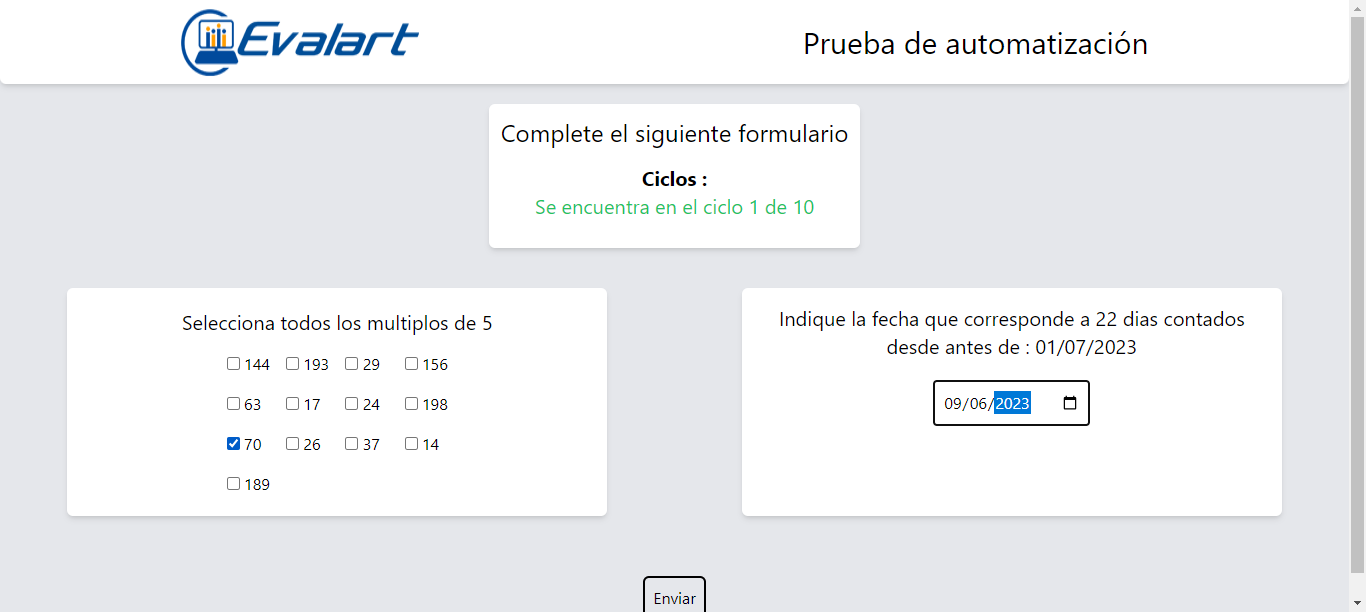 Evalart
Prueba de automatización
Complete el siguiente formulario
Ciclos :
Se encuentra en el ciclo 1 de 10
Selecciona todos los multiplos de 5
144 193 29 156
63 17 24 198
70 26 37 14
189
Indique la fecha que corresponde a 22 dias contados
desde antes de : 01/07/2023
09/06/2023
Enviar